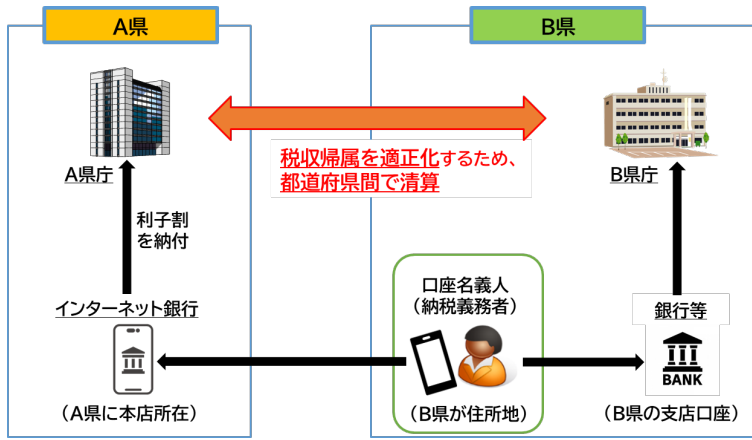 A県
B県
税収帰属を適正化するため、
都道府県間で清算
A県庁
B県庁
利子割
を納付
口座名義人
(納税義務者)
インターネット銀行
銀行等
BANK
(A県に本店所在)
(B県が住所地)
(B県の支店口座)